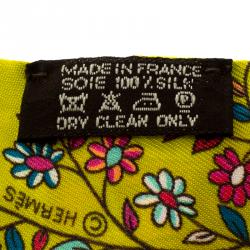 MADE IN FRANCE
SOIE 100% SILK
DRY CLEAN ONLY
© HERMES